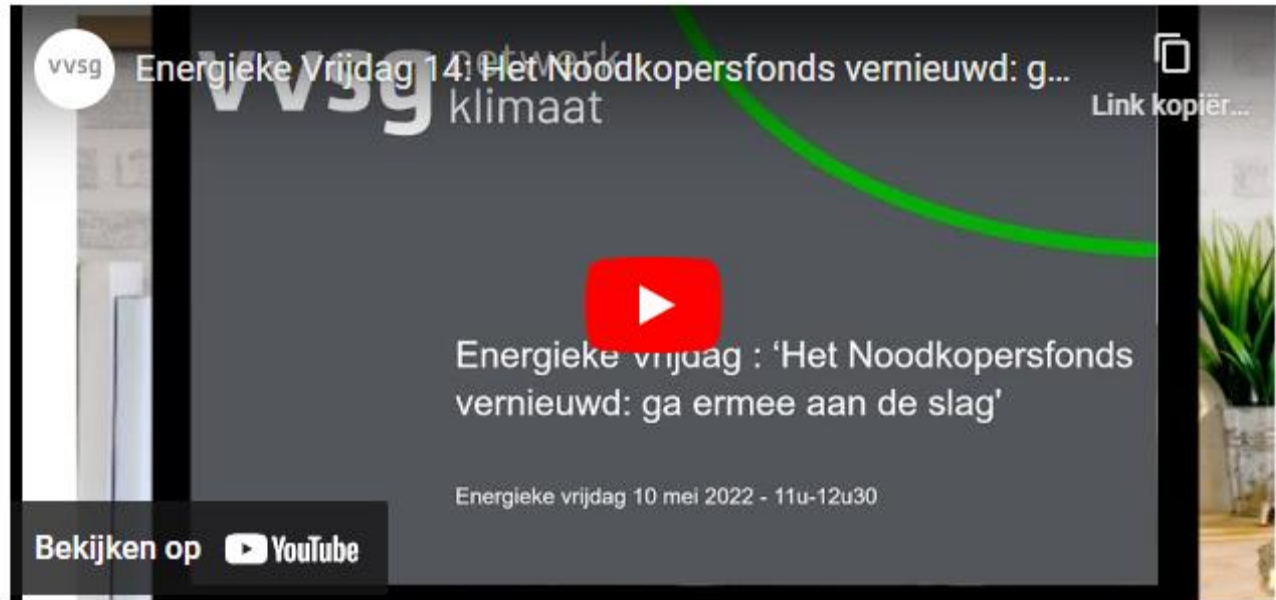 vvsg
Energieke Vrijdag 14: Het Noodkopersfonds vernieuwd: g...
Link kopiër...
vvsg netwerk
klimaat
Energieke Vrijdag : ‘Het Noodkopersfonds
vernieuwd: ga ermee aan de slag'
Energieke vrijdag 10 mei 2022 - 11u-12u30
Bekijken op YouTube